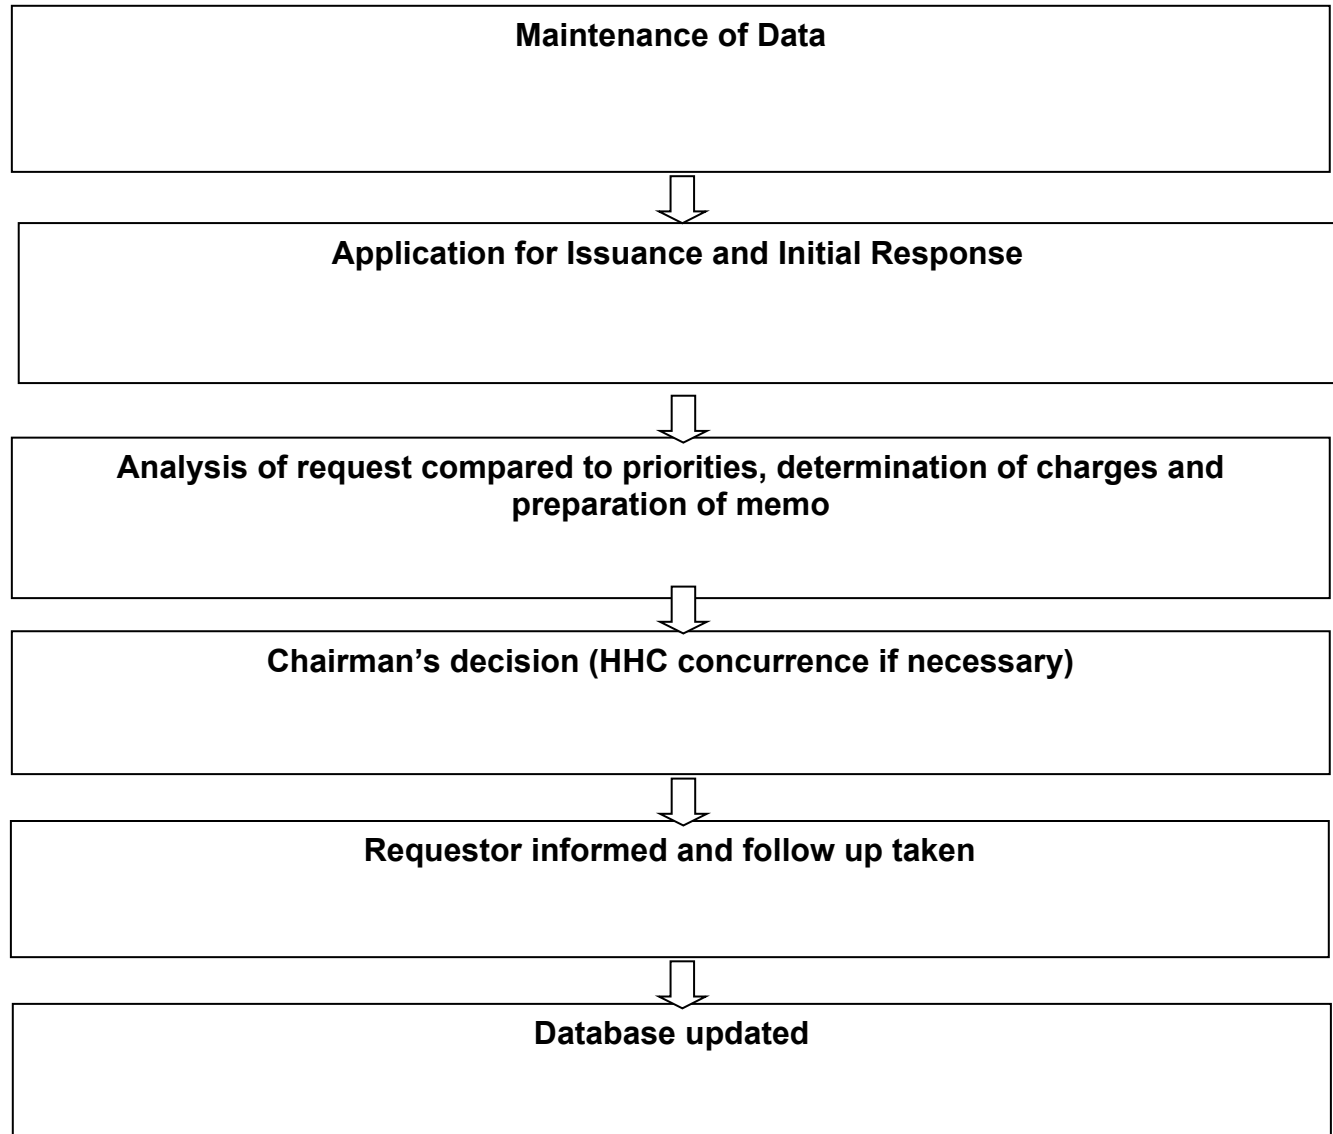 Maintenance of Data
Application for Issuance and Initial Response
Analysis of request compared to priorities, determination of charges and
preparation of memo
Chairman’s decision (HHC concurrence if necessary)
Requestor informed and follow up taken
Database updated